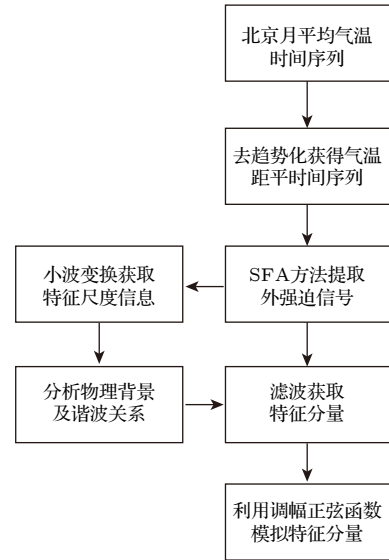 北京月平均气温
时间序列
去趋势化获得气温
距平时间序列
小波变换获取
特征尺度信息
SFA方法提取
外强迫信号
分析物理背景
及谐波关系
滤波获取
特征分量
利用调幅正弦函数
模拟特征分量